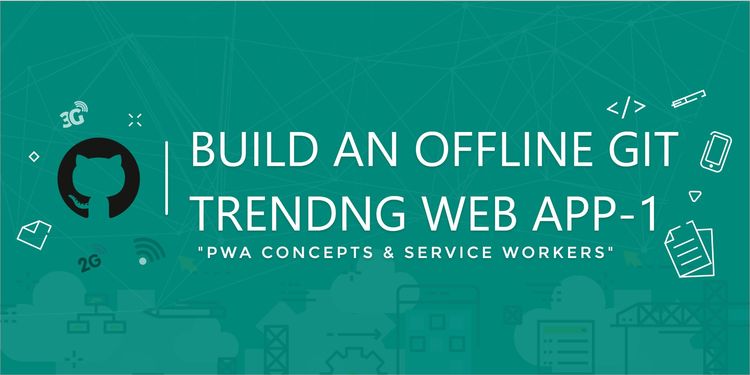 3G
</>
BUILD AN OFFLINE GIT
TRENDNG WEB APP-1
"PWA CONCEPTS & SERVICE WORKERS"
2G